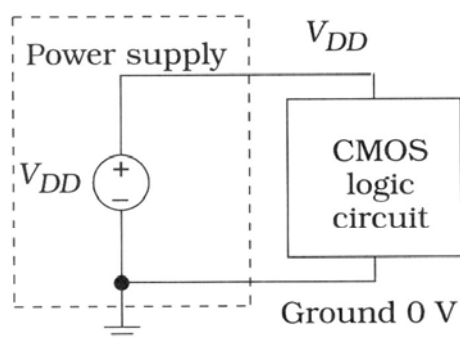 Power supply
V_DD
V_DD
+
–
CMOS
logic
circuit
Ground 0 V